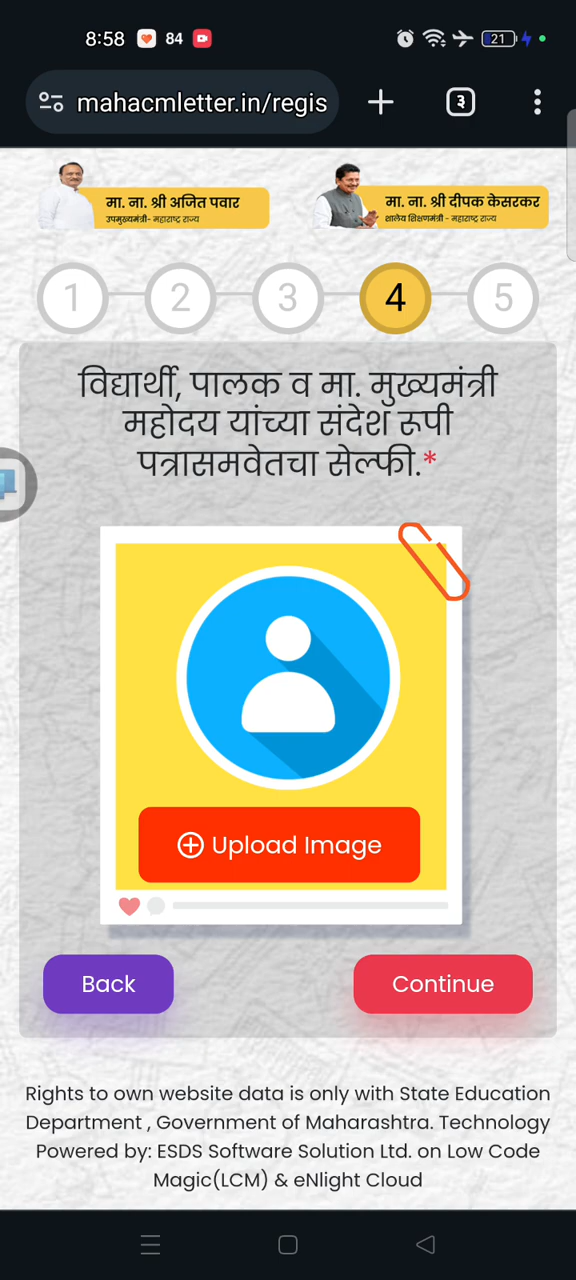 8:58
84
21
mahacmletter.in/regis
३
मा. ना. श्री अजित पवार
उपमुख्यमंत्री- महाराष्ट्र राज्य
मा. ना. श्री दीपक केसरकर
शालेय शिक्षणमंत्री - महाराष्ट्र राज्य
1 2 3 4 5
विद्यार्थी, पालक व मा. मुख्यमंत्री
महोदय यांच्या संदेश रूपी
पत्रासमवेतचा सेल्फी.*
Upload Image
Back
Continue
Rights to own website data is only with State Education
Department , Government of Maharashtra. Technology
Powered by: ESDS Software Solution Ltd. on Low Code
Magic(LCM) & eNlight Cloud